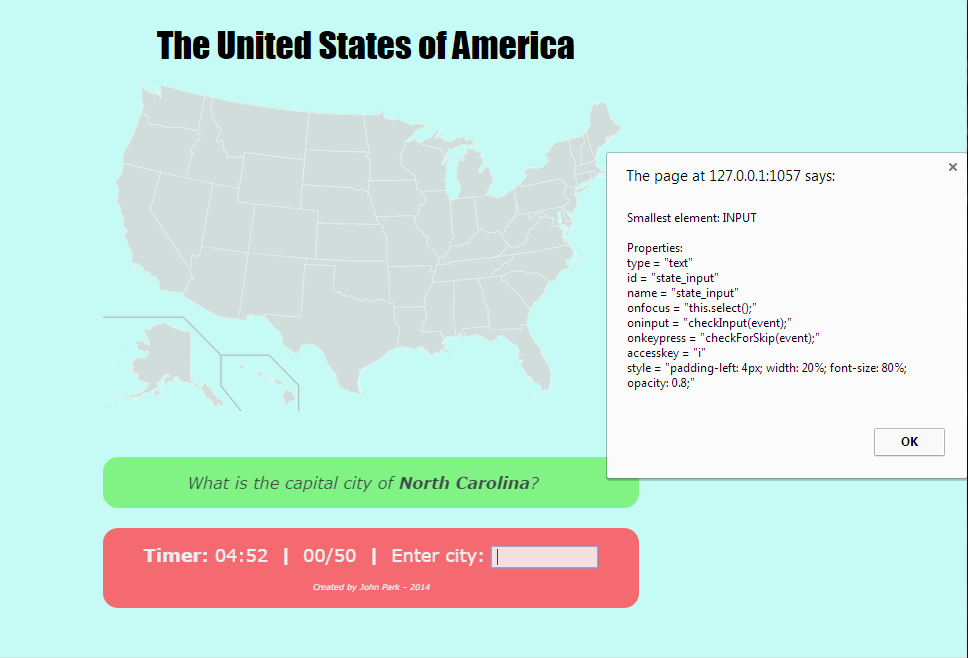 The United States of America
The page at 127.0.0.1:1057 says:
Smallest element: INPUT
Properties:
type = "text"
id = "state_input"
name = "state_input"
onfocus = "this.select();"
oninput = "checkInput(event);"
onkeypress = "checkForSkip(event);"
accesskey = "i"
style = "padding-left: 4px; width: 20%; font-size: 80%;
opacity: 0.8;"
OK
What is the capital city of North Carolina?
Timer: 04:52 | 00/50 | Enter city:
Created by John Park - 2014